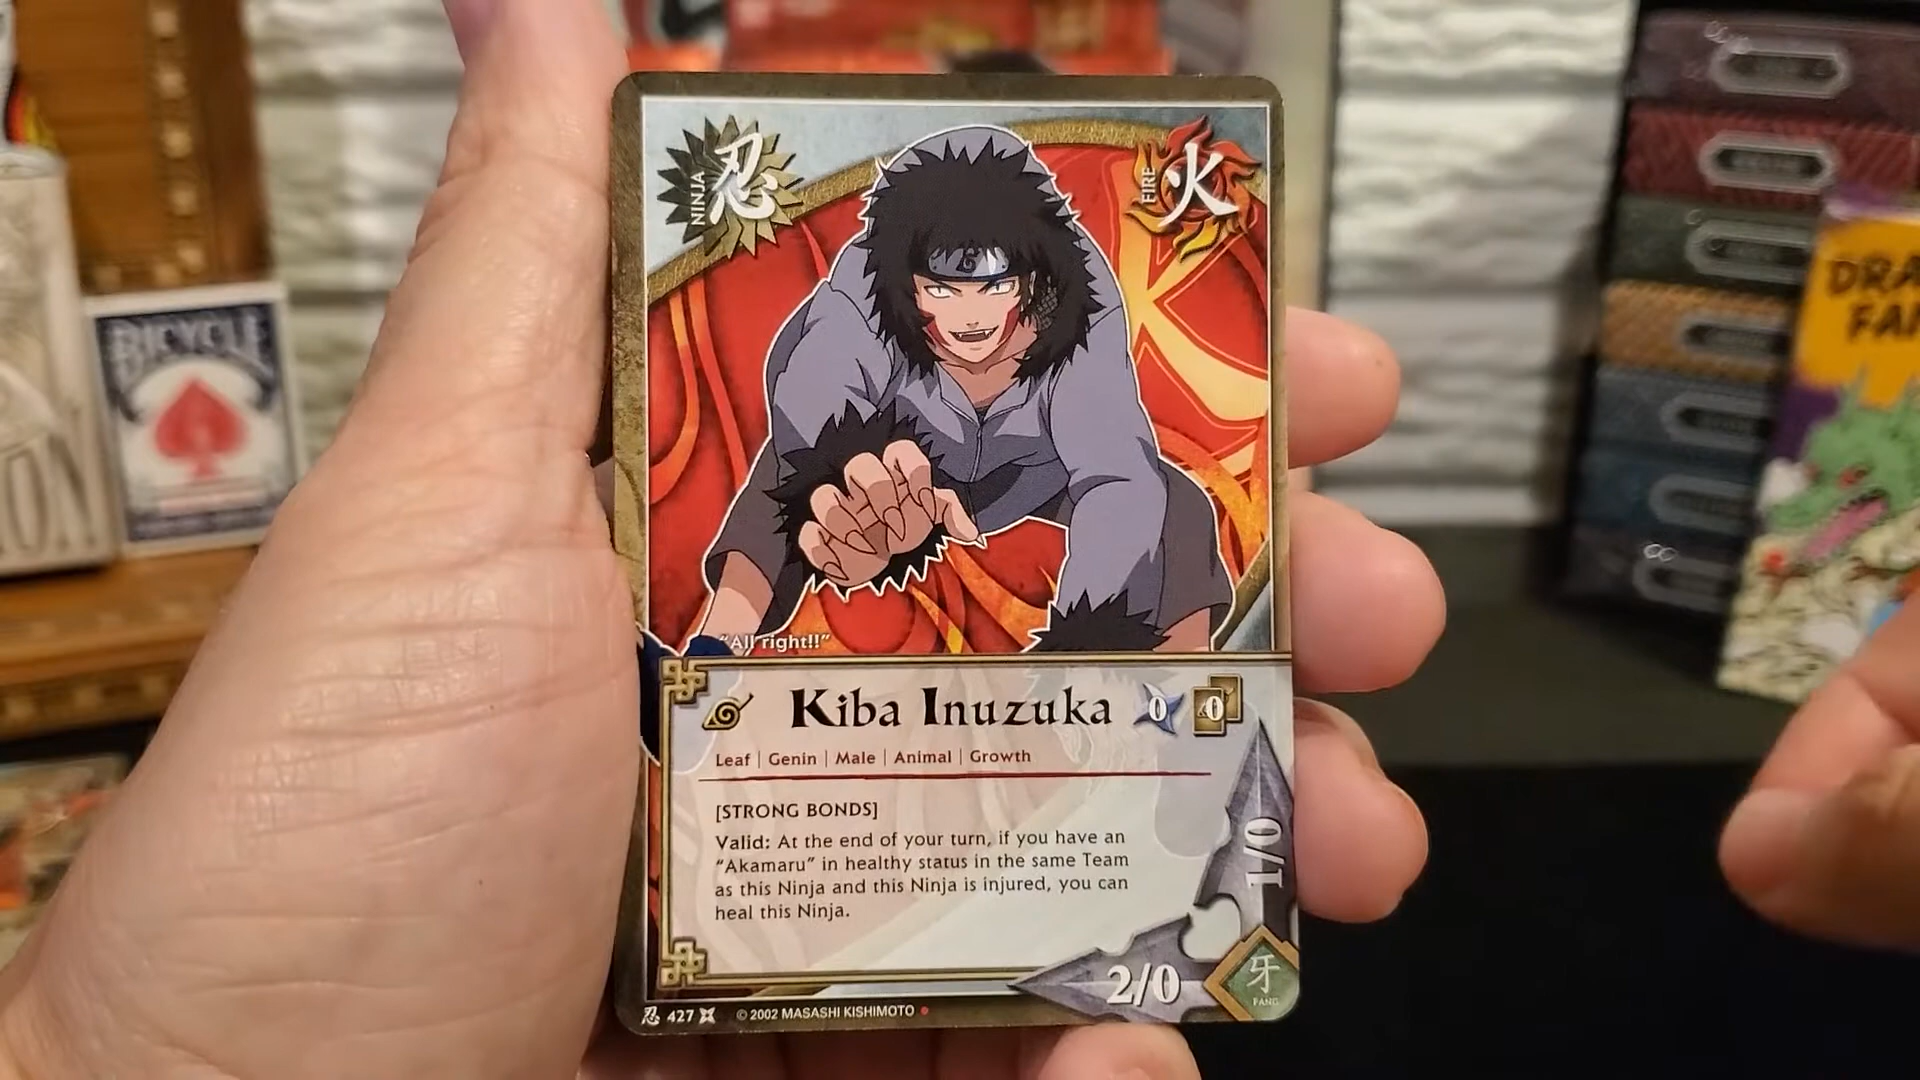 BICYCLE
DRA
FAN
NINJA
忍
FIRE
火
"All right!!"
Kiba Inuzuka
0
0
Leaf | Genin | Male | Animal | Growth
[STRONG BONDS]
Valid: At the end of your turn, if you have an
"Akamaru" in healthy status in the same Team
as this Ninja and this Ninja is injured, you can
heal this Ninja.
1/0
2/0
牙
FANG
忍 427
© 2002 MASASHI KISHIMOTO